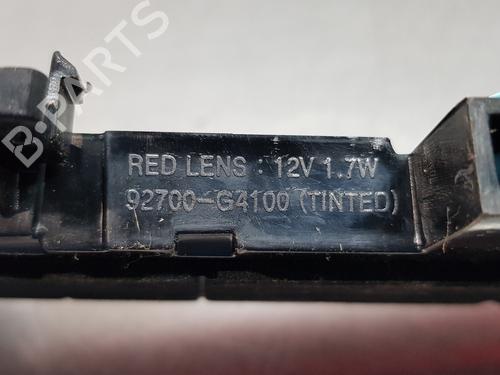 B-PARTS
RED LENS : 12V 1.7W
92700-G4100 (TINTED)